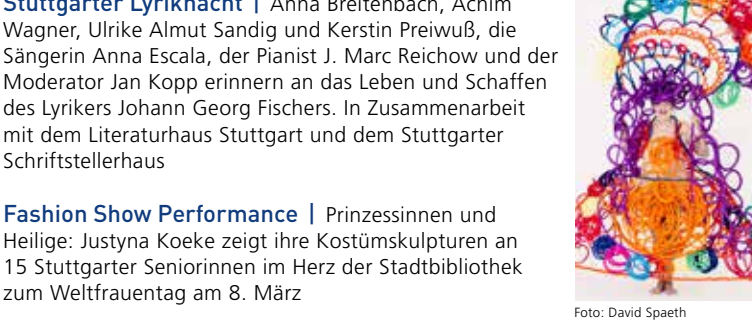 Stuttgarter Lyriknacht | Anna Breitenbach, Achim
Wagner, Ulrike Almut Sandig und Kerstin Preiwuß, die
Sängerin Anna Escala, der Pianist J. Marc Reichow und der
Moderator Jan Kopp erinnern an das Leben und Schaffen
des Lyrikers Johann Georg Fischers. In Zusammenarbeit
mit dem Literaturhaus Stuttgart und dem Stuttgarter
Schriftstellerhaus
Fashion Show Performance | Prinzessinnen und
Heilige: Justyna Koeke zeigt ihre Kostümskulpturen an
15 Stuttgarter Seniorinnen im Herz der Stadtbibliothek
zum Weltfrauentag am 8. März
Foto: David Spaeth